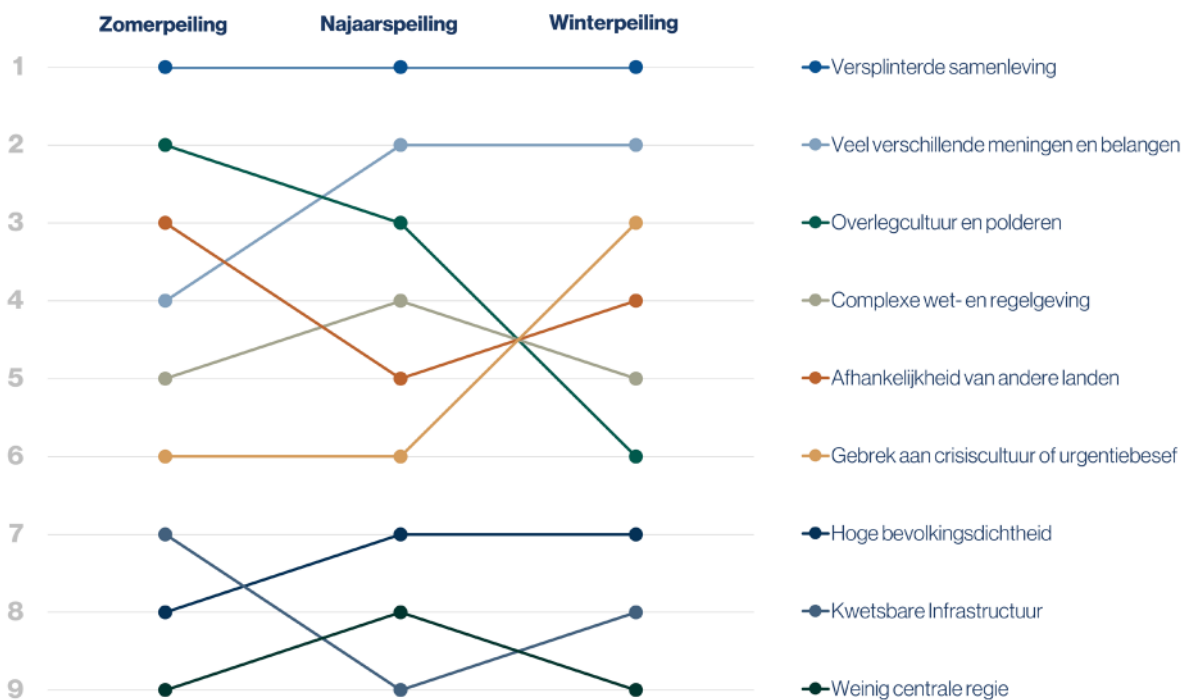 Zomerpeiling Najaarspeiling Winterpeiling
1 Versplinterde samenleving
2 Veel verschillende meningen en belangen
3 Overlegcultuur en polderen
4 Complexe wet- en regelgeving
5 Afhankelijkheid van andere landen
6 Gebrek aan crisiscultuur of urgentiebesef
7 Hoge bevolkingsdichtheid
8 Kwetsbare Infrastructuur
9 Weinig centrale regie